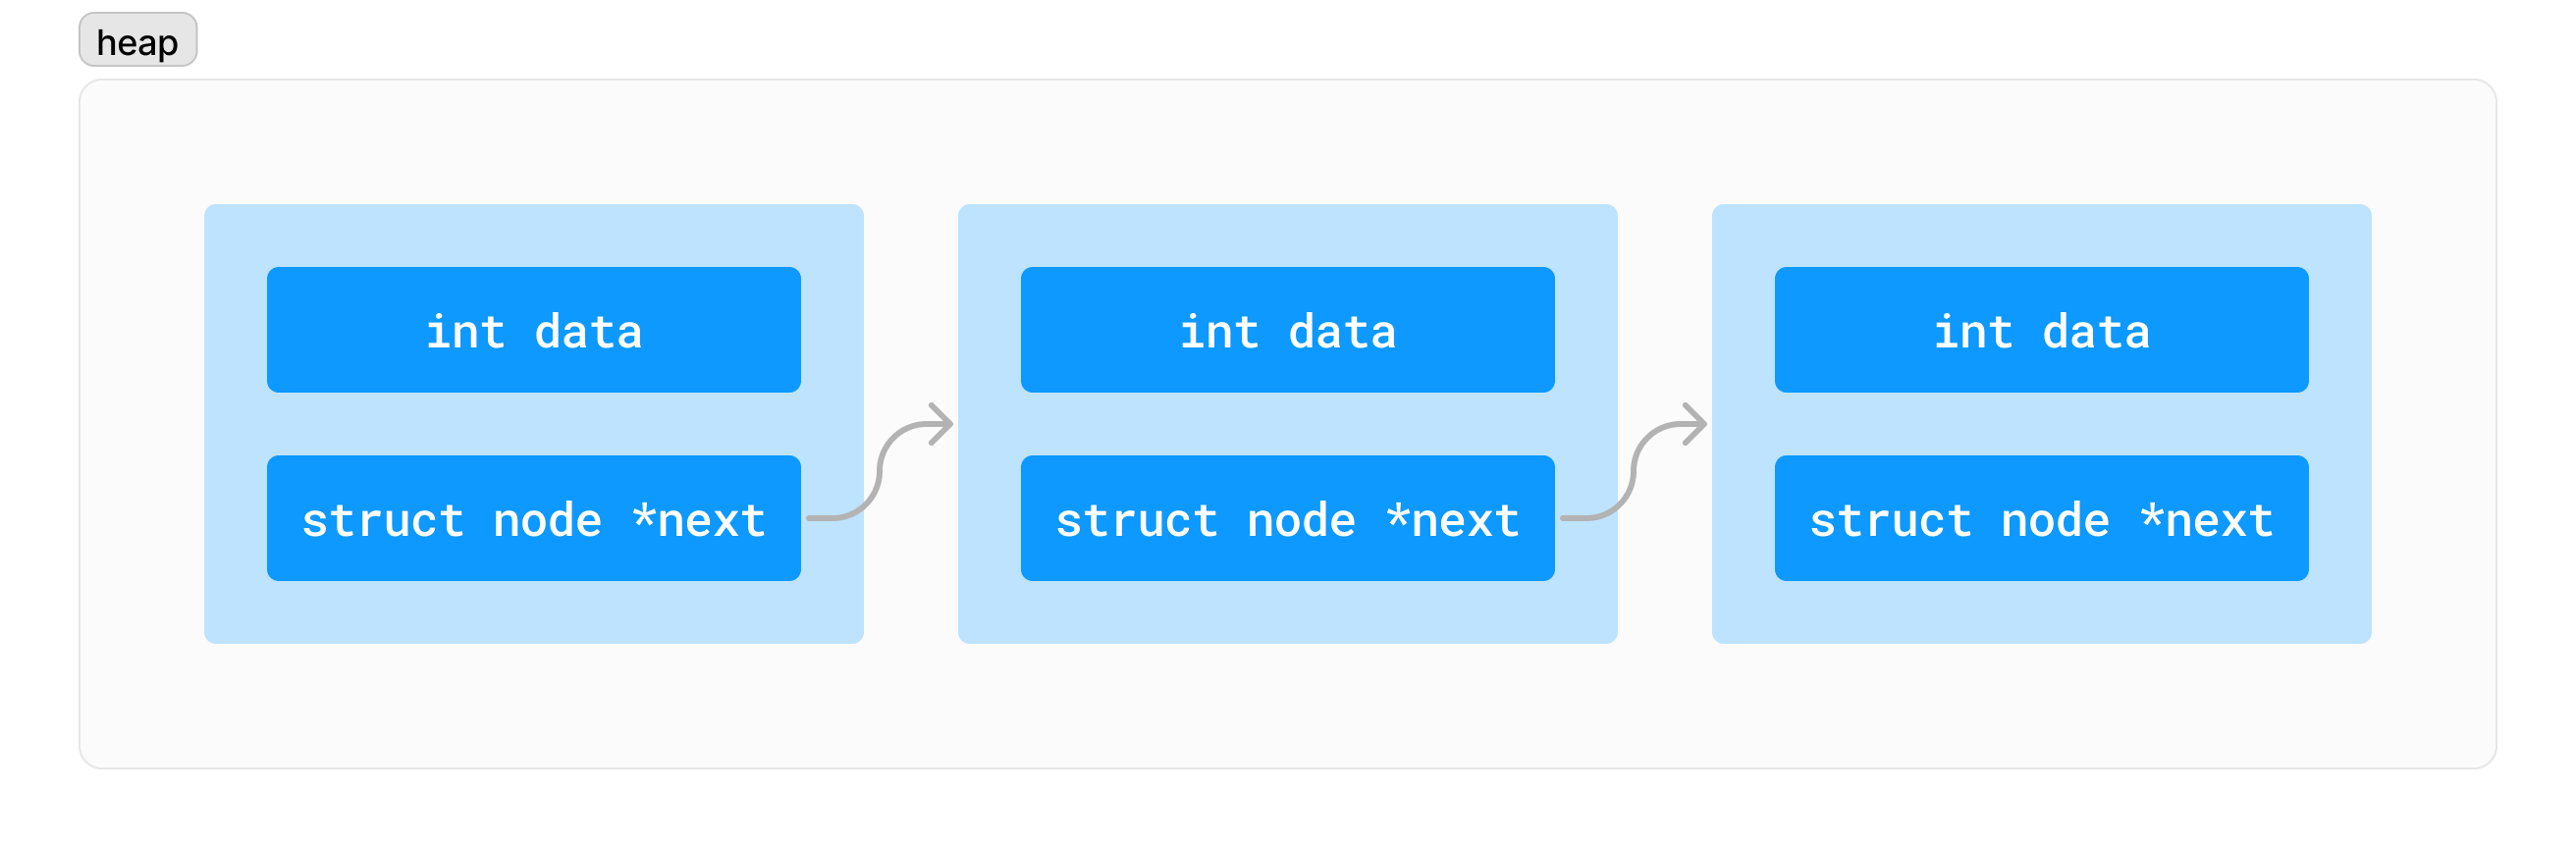 heap
int data
struct node *next
int data
struct node *next
int data
struct node *next